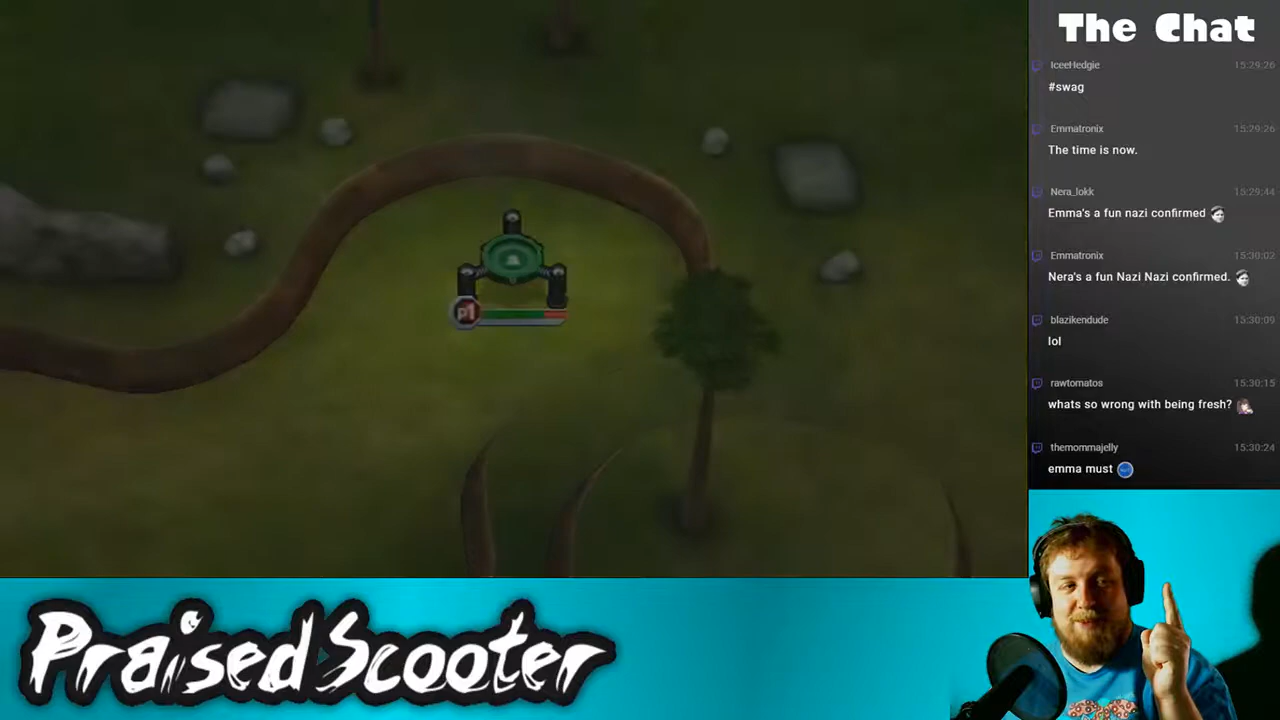 The Chat
IceeHedgie 15:29:26
#swag
Emmatronix 15:29:26
The time is now.
Nera_lokk 15:29:44
Emma's a fun nazi confirmed
Emmatronix 15:30:02
Nera's a fun Nazi Nazi confirmed.
blazikendude 15:30:09
lol
rawtomatos 15:30:15
whats so wrong with being fresh?
themommajelly 15:30:24
emma must
P1
PraisedScooter